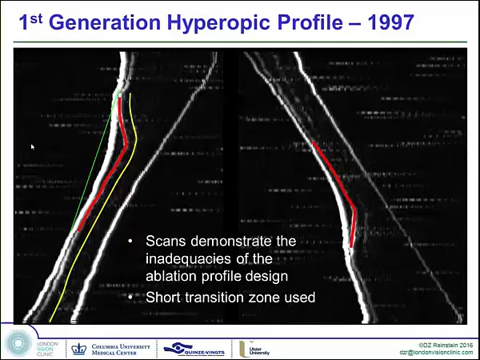 1st Generation Hyperopic Profile – 1997
• Scans demonstrate the
inadequacies of the
ablation profile design
• Short transition zone used
LONDON
VISION
CLINIC
COLUMBIA UNIVERSITY
MEDICAL CENTER
QUINZE-VINGTS
Ulster
University
©DZ Reinstein 2016
dzr@londonvisionclinic.com